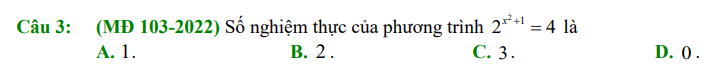 Câu 3: (MĐ 103-2022) Số nghiệm thực của phương trình $2^{x^2+1} = 4$ là
A. 1. B. 2. C. 3. D. 0.